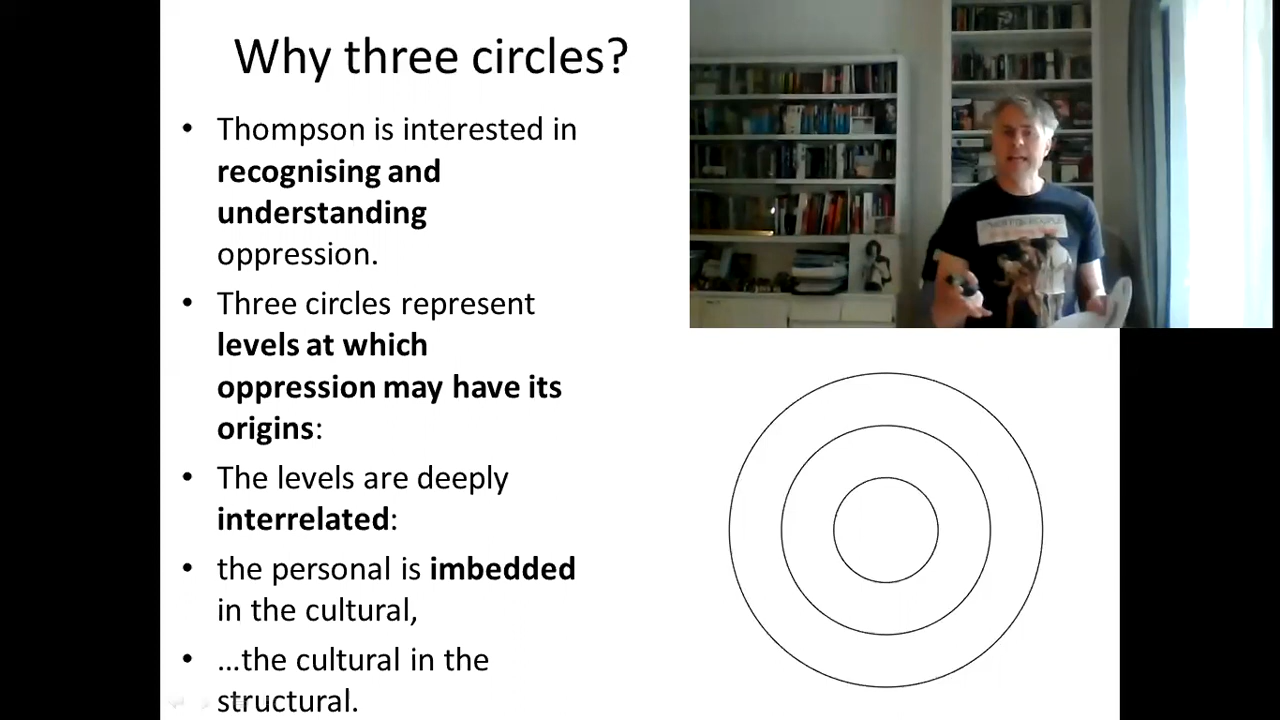 Why three circles?
• Thompson is interested in
recognising and
understanding
oppression.
• Three circles represent
levels at which
oppression may have its
origins:
• The levels are deeply
interrelated:
• the personal is imbedded
in the cultural,
• …the cultural in the
structural.